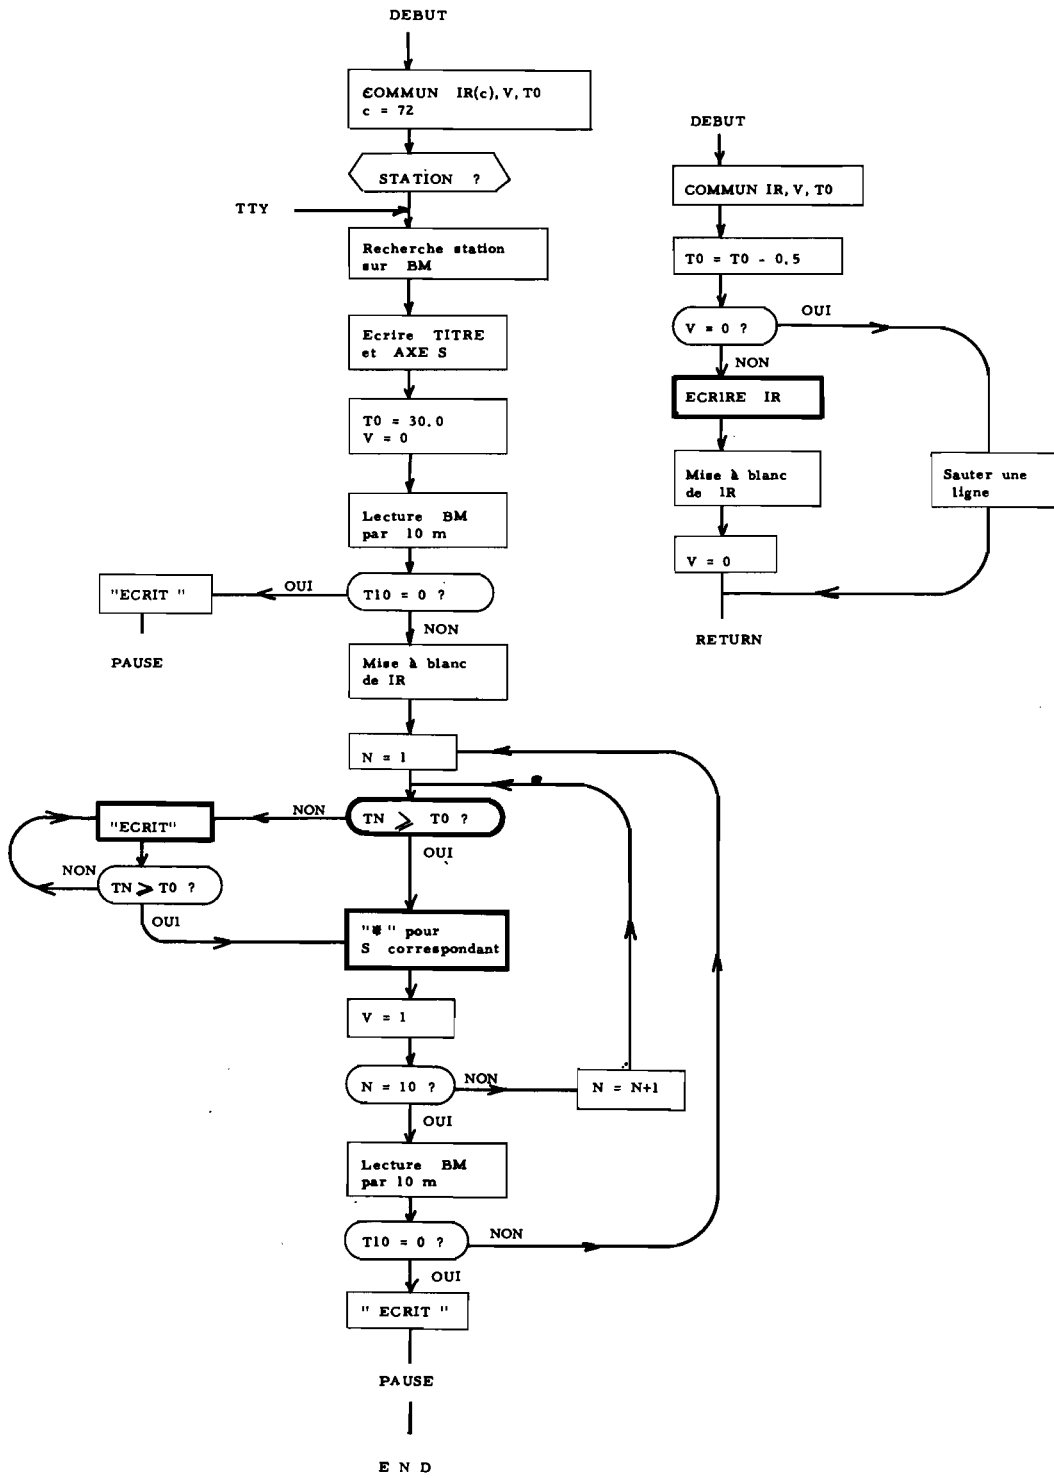 DEBUT
COMMUN IR(c), V, T0
c = 72
STATION ?
TTY
Recherche station
sur BM
Ecrire TITRE
et AXE S
T0 = 30.0
V = 0
Lecture BM
par 10 m
T10 = 0 ?
OUI
"ECRIT "
PAUSE
NON
Mise à blanc
de IR
N = 1
TN ⩾ T0 ?
NON
"ECRIT"
NON
TN ⩾ T0 ?
OUI
OUI
"*" pour
S correspondant
V = 1
N = 10 ?
NON
N = N+1
OUI
Lecture BM
par 10 m
T10 = 0 ?
NON
OUI
" ECRIT "
PAUSE
E N D
DEBUT
COMMUN IR, V, T0
T0 = T0 - 0.5
V = 0 ?
OUI
NON
ECRIRE IR
Mise à blanc
de IR
Sauter une
ligne
V = 0
RETURN